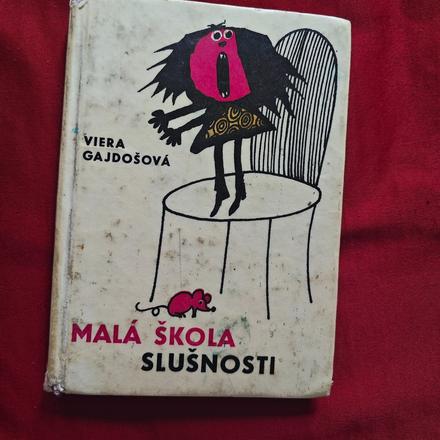 VIERA
GAJDOŠOVÁ
MALÁ ŠKOLA
SLUŠNOSTI